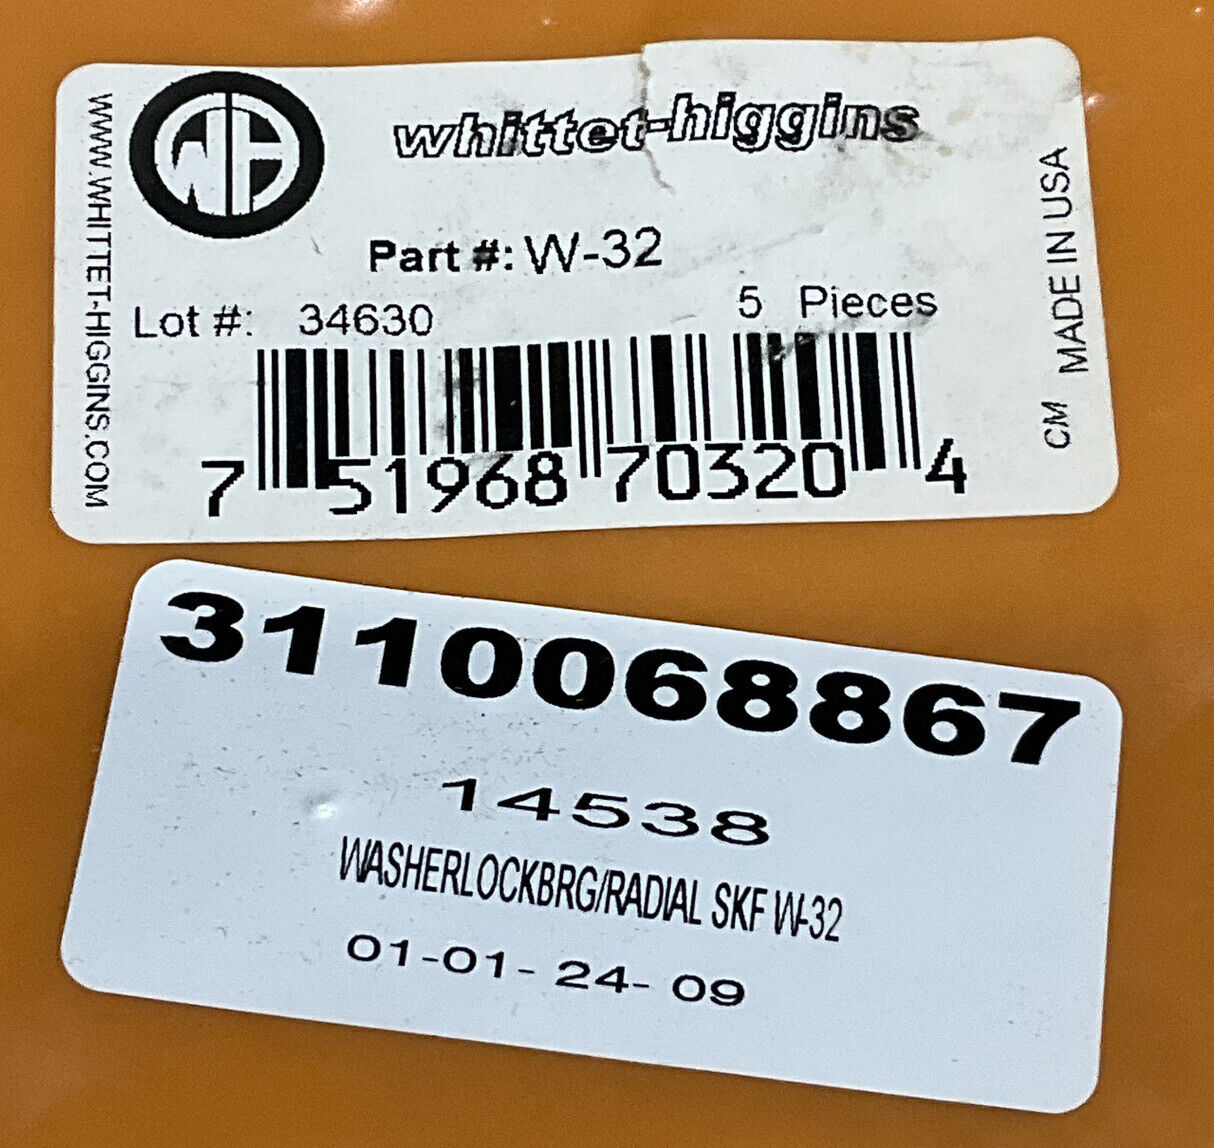 WWW.WHITTET-HIGGINS.COM
WH
whittet-higgins
Part #: W-32
Lot #: 34630 5 Pieces
7 51968 70320 4
CM MADE IN USA
3110068867
14538
WASHERLOCKBRG/RADIAL SKF W-32
01-01- 24- 09